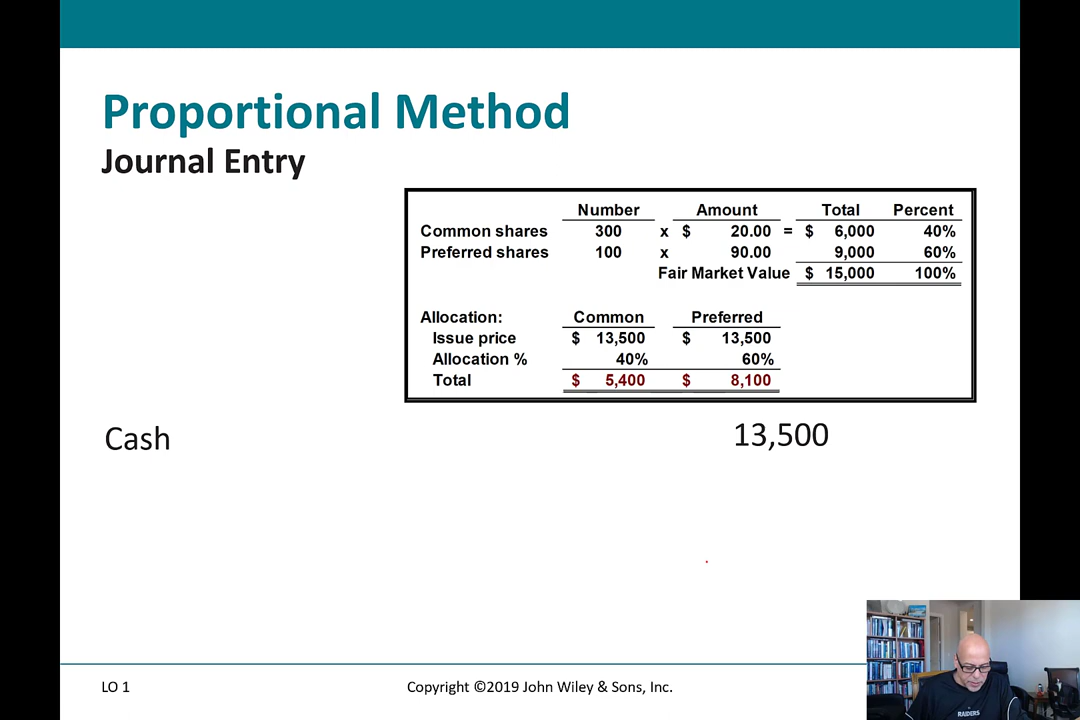 Proportional Method
Journal Entry
Number Amount Total Percent
Common shares 300 x $ 20.00 = $ 6,000 40%
Preferred shares 100 x 90.00 9,000 60%
Fair Market Value $ 15,000 100%
Allocation: Common Preferred
Issue price $ 13,500 $ 13,500
Allocation % 40% 60%
Total $ 5,400 $ 8,100
Cash 13,500
LO 1 Copyright ©2019 John Wiley & Sons, Inc.
RAIDERS